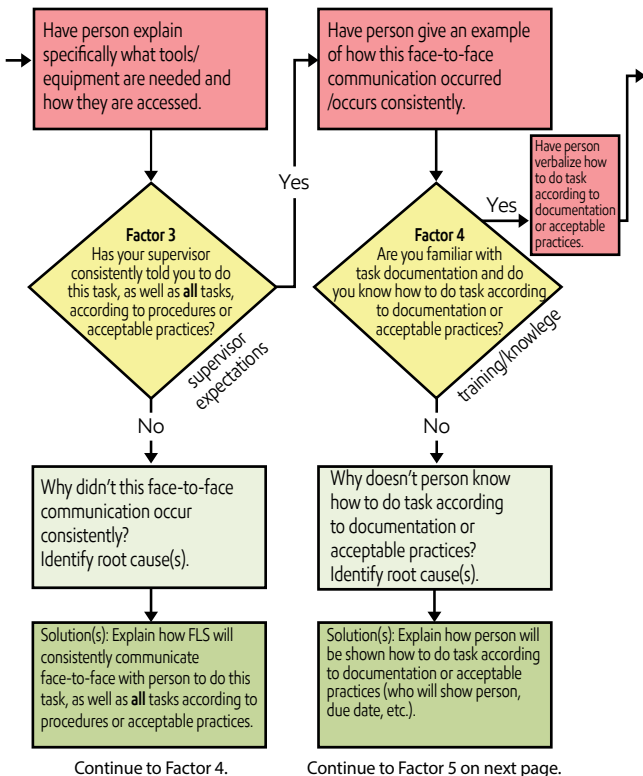 Have person explain
specifically what tools/
equipment are needed and
how they are accessed.
Yes
Factor 3
Has your supervisor
consistently told you to do
this task, as well as all tasks,
according to procedures or
acceptable practices?
supervisor
expectations
No
Why didn't this face-to-face
communication occur
consistently?
Identify root cause(s).
Solution(s): Explain how FLS will
consistently communicate
face-to-face with person to do this
task, as well as all tasks according to
procedures or acceptable practices.
Continue to Factor 4.
Have person give an example
of how this face-to-face
communication occurred
/occurs consistently.
Yes
Have person
verbalize how
to do task
according to
documentation
or acceptable
practices.
Factor 4
Are you familiar with
task documentation and do
you know how to do task according
to documentation or
acceptable practices?
training/knowlege
No
Why doesn't person know
how to do task according
to documentation or
acceptable practices?
Identify root cause(s).
Solution(s): Explain how person will
be shown how to do task according
to documentation or acceptable
practices (who will show person,
due date, etc.).
Continue to Factor 5 on next page.